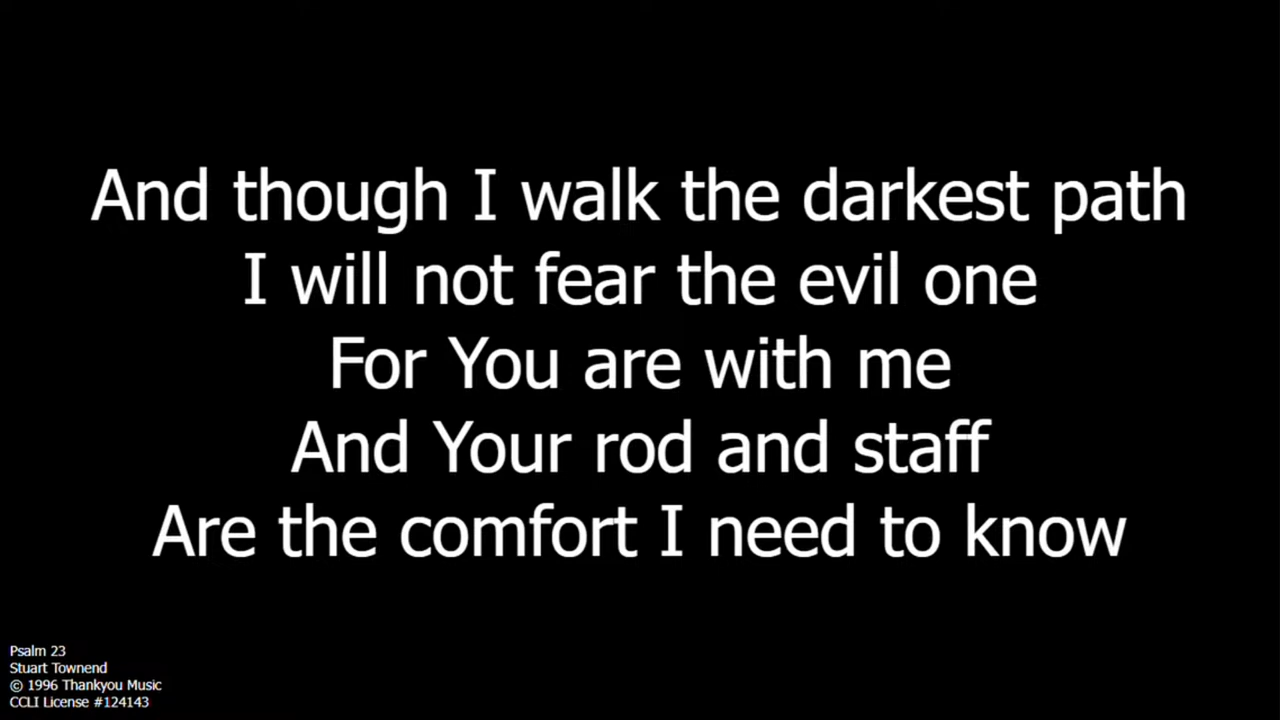 And though I walk the darkest path
I will not fear the evil one
For You are with me
And Your rod and staff
Are the comfort I need to know
Psalm 23
Stuart Townend
© 1996 Thankyou Music
CCLI License #124143